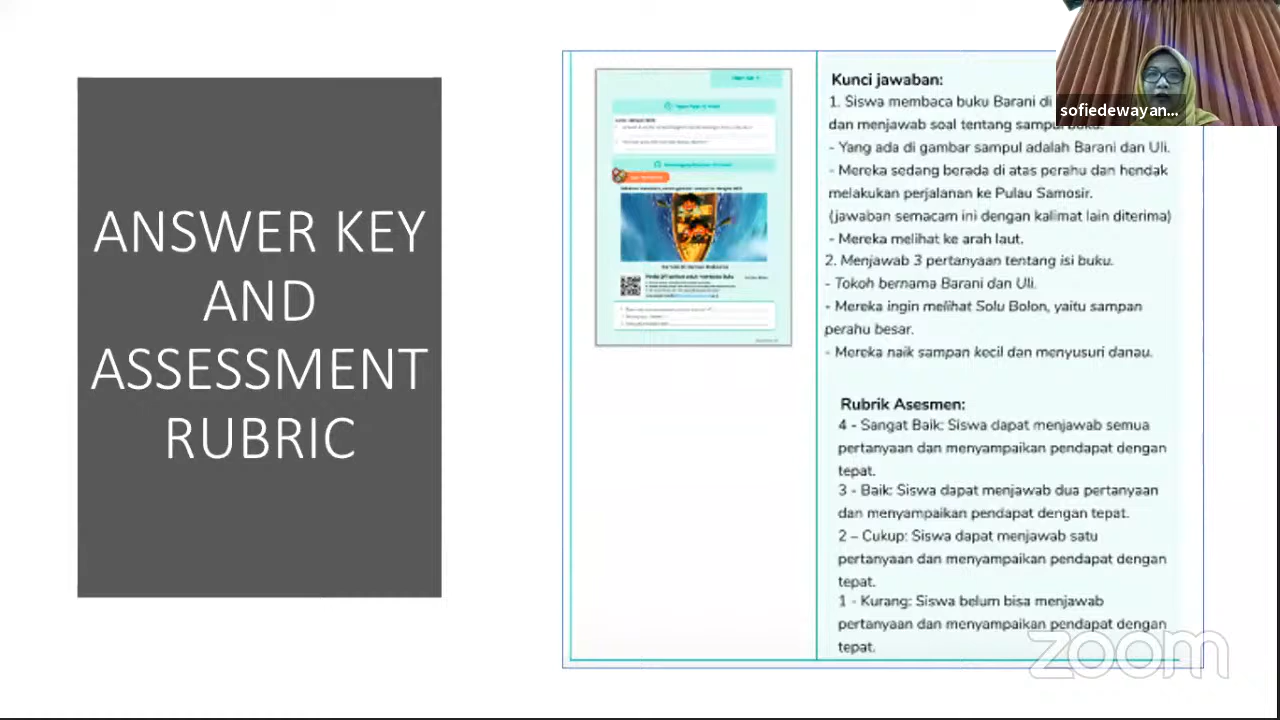 ANSWER KEY
AND
ASSESSMENT
RUBRIC
Kunci jawaban:
1. Siswa membaca buku Barani di
dan menjawab soal tentang sampul buku.
- Yang ada di gambar sampul adalah Barani dan Uli.
- Mereka sedang berada di atas perahu dan hendak
melakukan perjalanan ke Pulau Samosir.
(jawaban semacam ini dengan kalimat lain diterima)
- Mereka melihat ke arah laut.
2. Menjawab 3 pertanyaan tentang isi buku.
- Tokoh bernama Barani dan Uli.
- Mereka ingin melihat Solu Bolon, yaitu sampan
perahu besar.
- Mereka naik sampan kecil dan menyusuri danau.
Rubrik Asesmen:
4 - Sangat Baik: Siswa dapat menjawab semua
pertanyaan dan menyampaikan pendapat dengan
tepat.
3 - Baik: Siswa dapat menjawab dua pertanyaan
dan menyampaikan pendapat dengan tepat.
2 – Cukup: Siswa dapat menjawab satu
pertanyaan dan menyampaikan pendapat dengan
tepat.
1 - Kurang: Siswa belum bisa menjawab
pertanyaan dan menyampaikan pendapat dengan
tepat.
sofiedewayan...
zoom